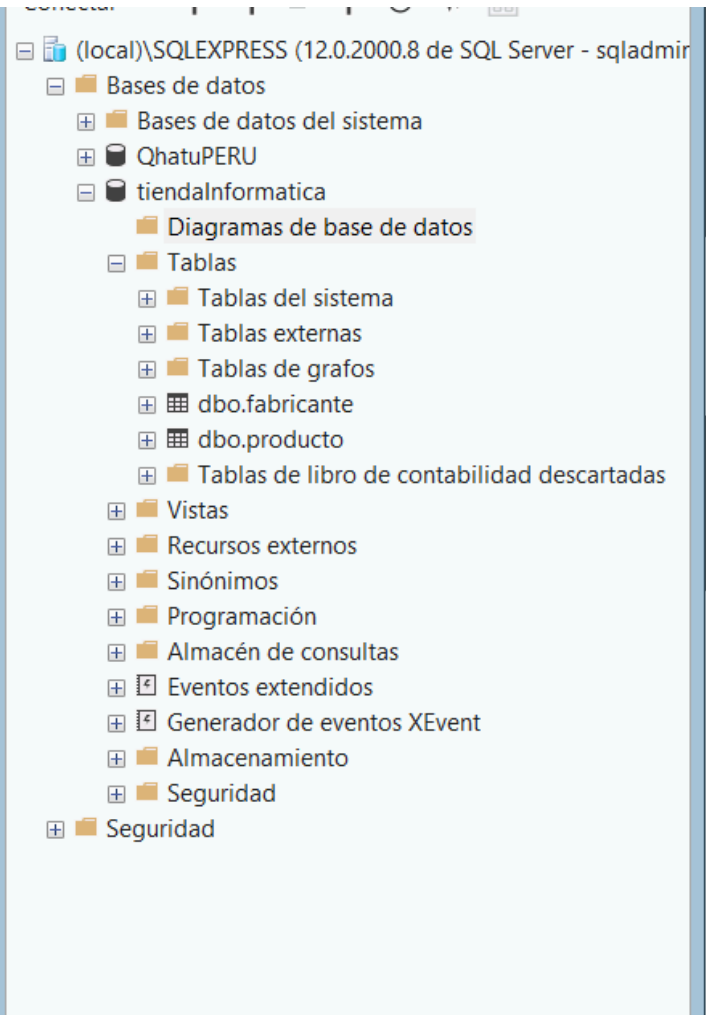 (local)\SQLEXPRESS (12.0.2000.8 de SQL Server - sqladmir
Bases de datos
Bases de datos del sistema
QhatuPERU
tiendaInformatica
Diagramas de base de datos
Tablas
Tablas del sistema
Tablas externas
Tablas de grafos
dbo.fabricante
dbo.producto
Tablas de libro de contabilidad descartadas
Vistas
Recursos externos
Sinónimos
Programación
Almacén de consultas
Eventos extendidos
Generador de eventos XEvent
Almacenamiento
Seguridad
Seguridad